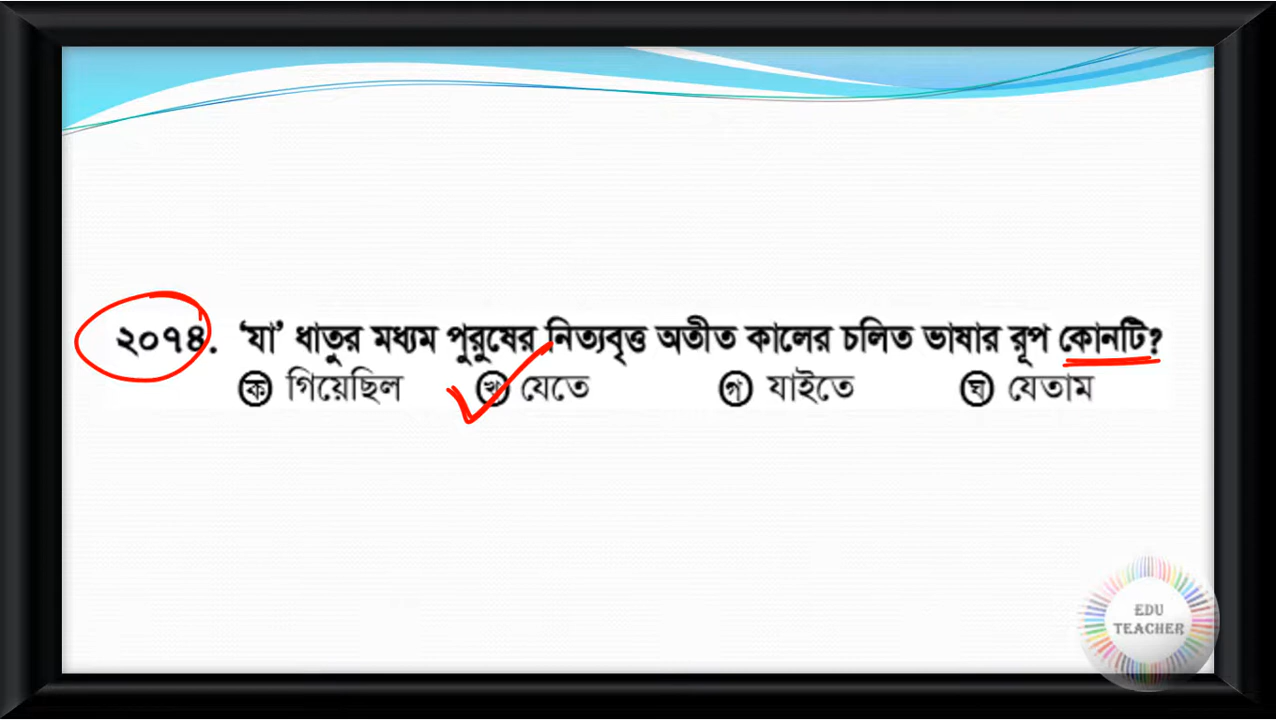 ২০৭৪. ‘যা’ ধাতুর মধ্যম পুরুষের নিত্যবৃত্ত অতীত কালের চলিত ভাষার রূপ কোনটি?
ক গিয়েছিল খ যেতে গ যাইতে ঘ যেতাম
EDU
TEACHER